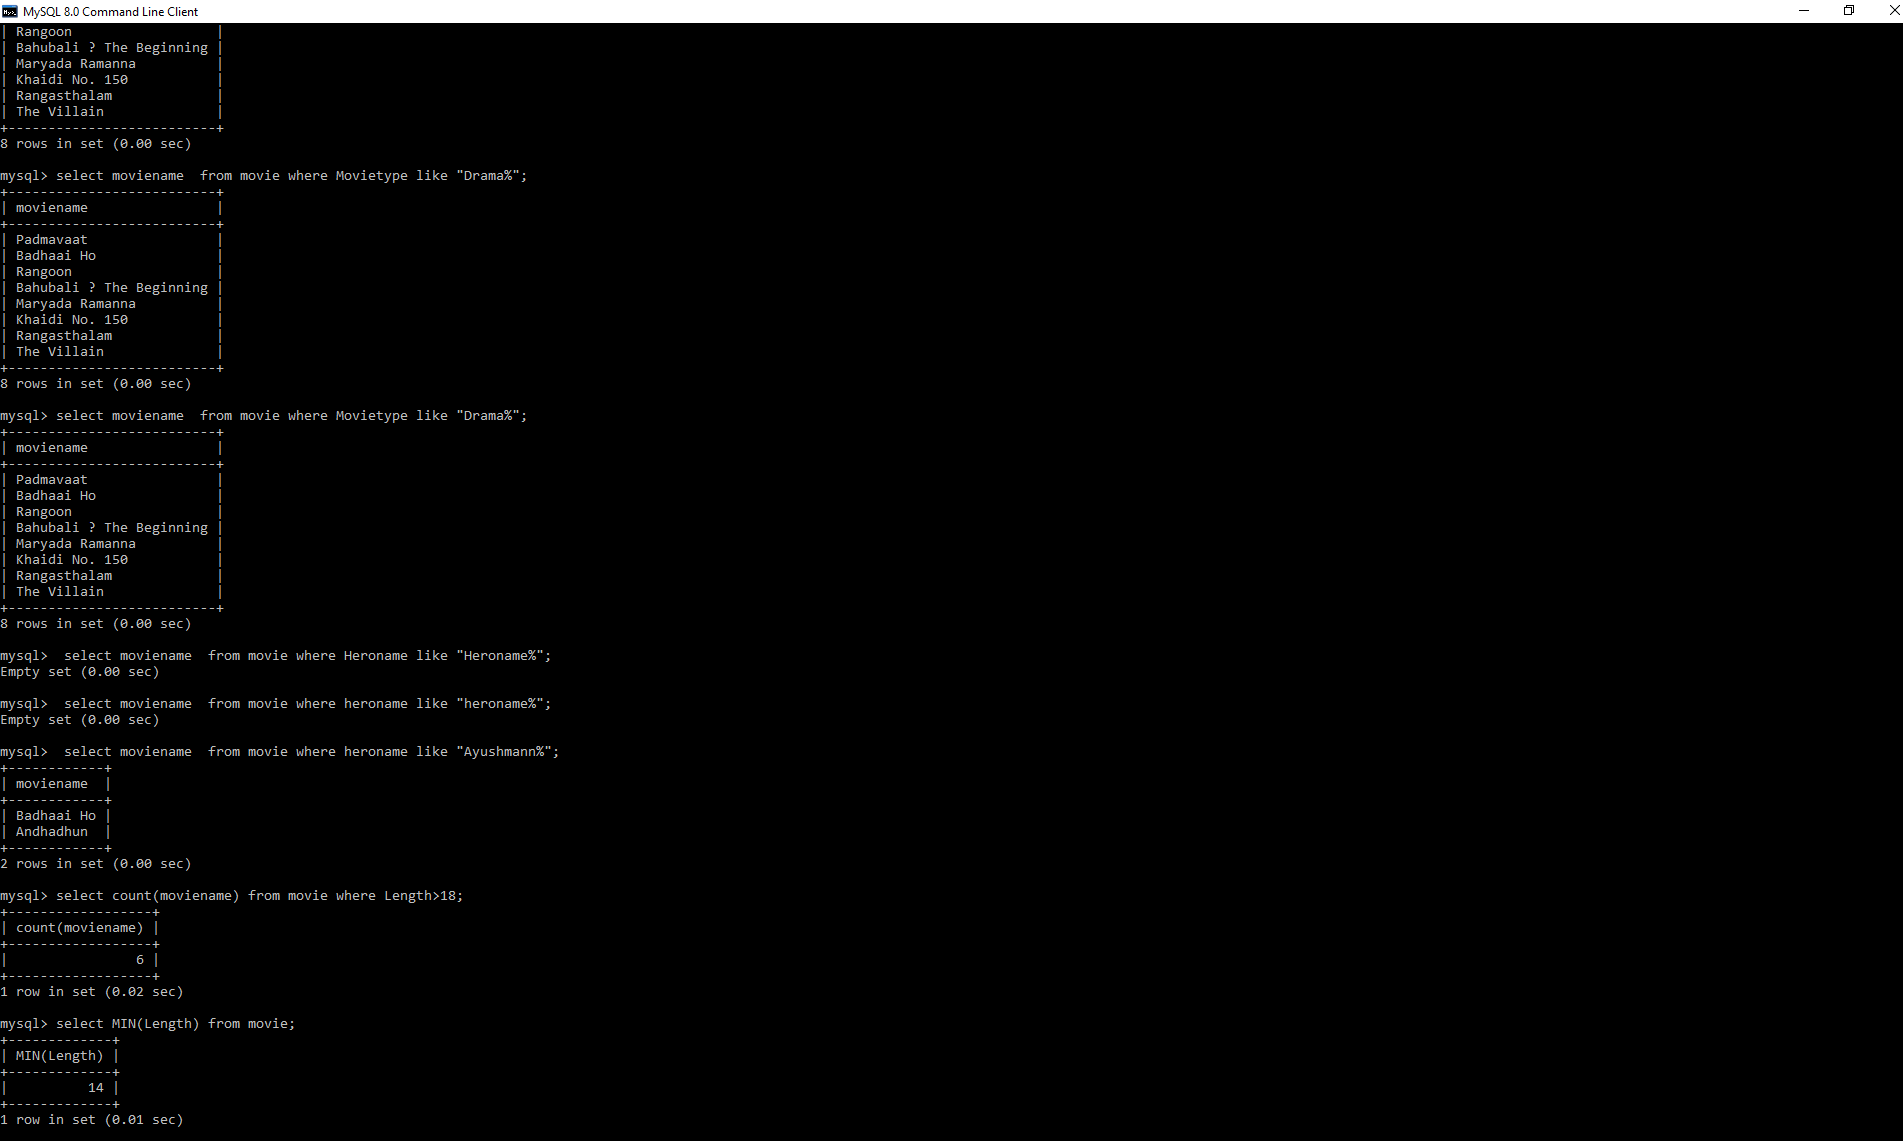 MySQL 8.0 Command Line Client
| Rangoon                  |
| Bahubali ? The Beginning |
| Maryada Ramanna          |
| Khaidi No. 150           |
| Rangasthalam             |
| The Villain              |
+--------------------------+
8 rows in set (0.00 sec)

mysql> select moviename  from movie where Movietype like "Drama%";
+--------------------------+
| moviename                |
+--------------------------+
| Padmavaat                |
| Badhaai Ho               |
| Rangoon                  |
| Bahubali ? The Beginning |
| Maryada Ramanna          |
| Khaidi No. 150           |
| Rangasthalam             |
| The Villain              |
+--------------------------+
8 rows in set (0.00 sec)

mysql> select moviename  from movie where Movietype like "Drama%";
+--------------------------+
| moviename                |
+--------------------------+
| Padmavaat                |
| Badhaai Ho               |
| Rangoon                  |
| Bahubali ? The Beginning |
| Maryada Ramanna          |
| Khaidi No. 150           |
| Rangasthalam             |
| The Villain              |
+--------------------------+
8 rows in set (0.00 sec)

mysql>  select moviename  from movie where Heroname like "Heroname%";
Empty set (0.00 sec)

mysql>  select moviename  from movie where heroname like "heroname%";
Empty set (0.00 sec)

mysql>  select moviename  from movie where heroname like "Ayushmann%";
+------------+
| moviename  |
+------------+
| Badhaai Ho |
| Andhadhun  |
+------------+
2 rows in set (0.00 sec)

mysql> select count(moviename) from movie where Length>18;
+------------------+
| count(moviename) |
+------------------+
|                6 |
+------------------+
1 row in set (0.02 sec)

mysql> select MIN(Length) from movie;
+-------------+
| MIN(Length) |
+-------------+
|          14 |
+-------------+
1 row in set (0.01 sec)